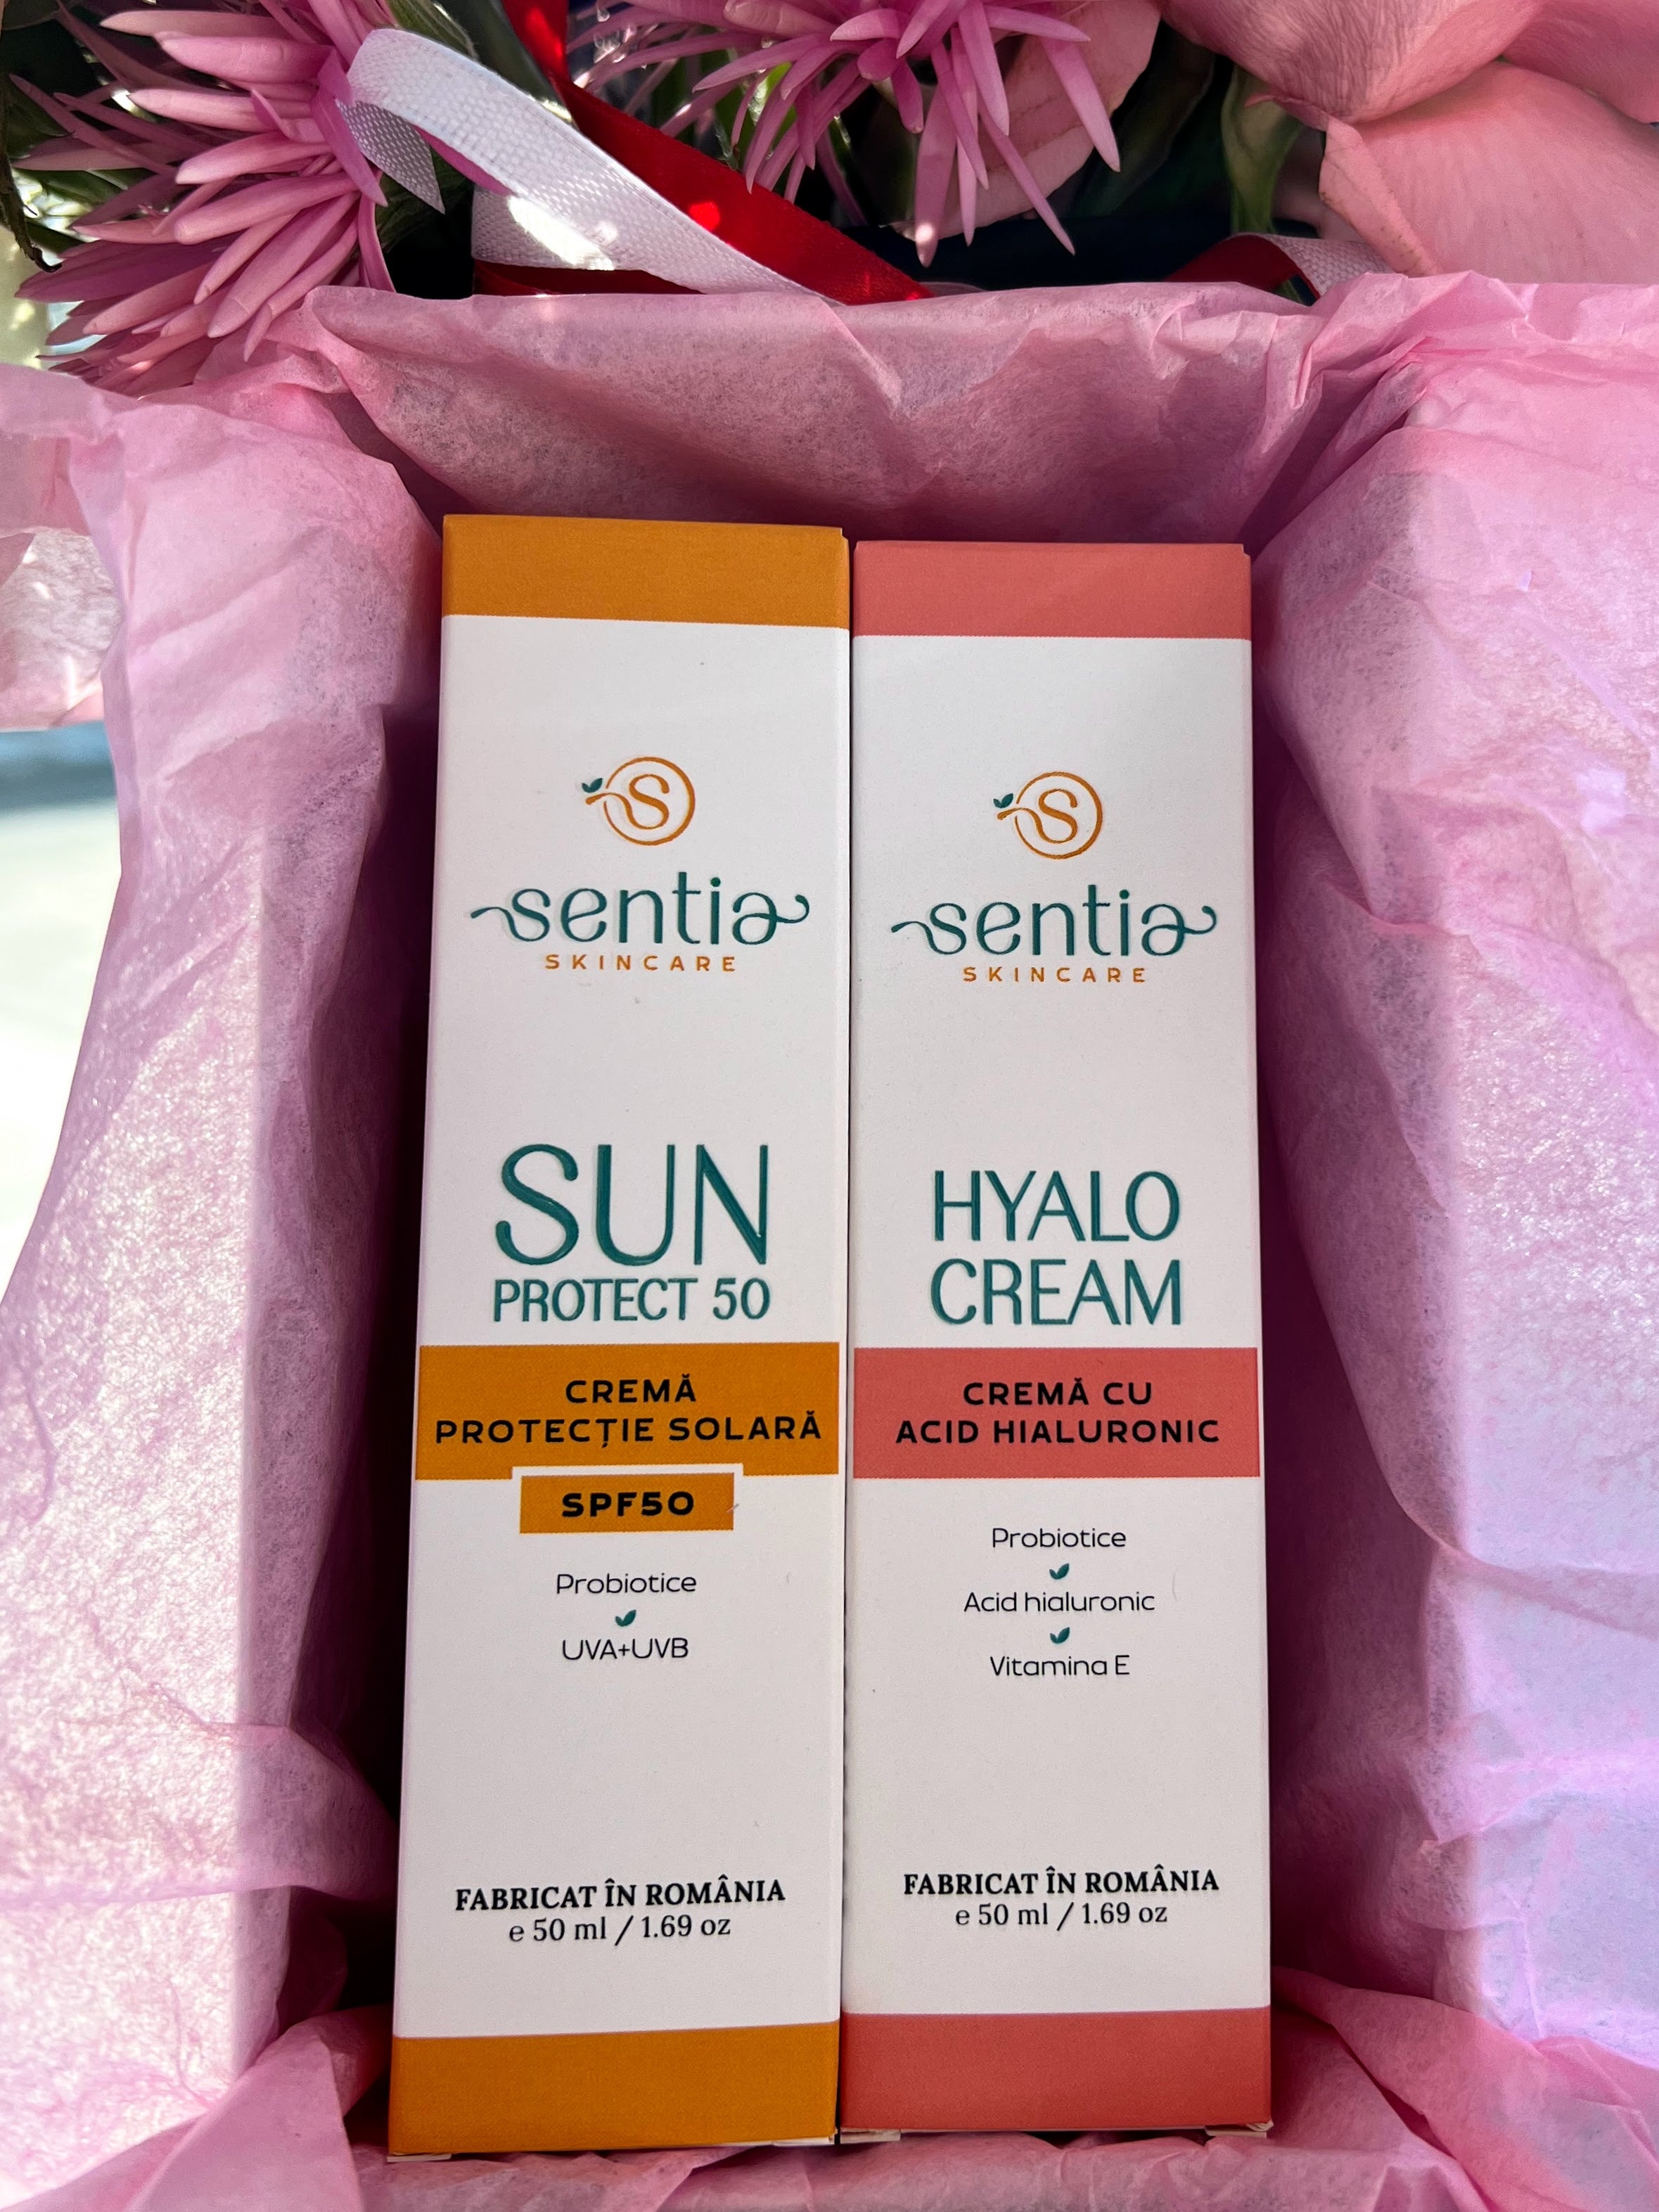 S
sentia
SKINCARE
SUN
PROTECT 50
CREMĂ
PROTECȚIE SOLARĂ
SPF50
Probiotice
UVA+UVB
FABRICAT ÎN ROMÂNIA
e 50 ml / 1.69 oz
S
sentia
SKINCARE
HYALO
CREAM
CREMĂ CU
ACID HIALURONIC
Probiotice
Acid hialuronic
Vitamina E
FABRICAT ÎN ROMÂNIA
e 50 ml / 1.69 oz